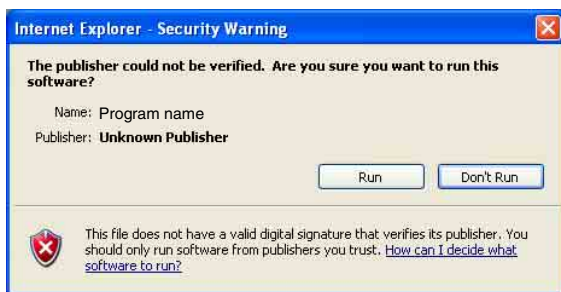 Internet Explorer - Security Warning
The publisher could not be verified. Are you sure you want to run this
software?
Name: Program name
Publisher: Unknown Publisher
Run Don't Run
This file does not have a valid digital signature that verifies its publisher. You
should only run software from publishers you trust. How can I decide what
software to run?